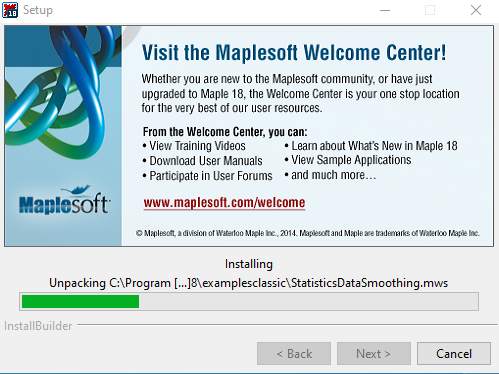 18
Setup
Visit the Maplesoft Welcome Center!
Whether you are new to the Maplesoft community, or have just
upgraded to Maple 18, the Welcome Center is your one stop location
for the very best of our user resources.
From the Welcome Center, you can:
• View Training Videos
• Download User Manuals
• Participate in User Forums
• Learn about What's New in Maple 18
• View Sample Applications
• and much more…
www.maplesoft.com/welcome
Maplesoft
© Maplesoft, a division of Waterloo Maple Inc., 2014. Maplesoft and Maple are trademarks of Waterloo Maple Inc.
Installing
Unpacking C:\Program [...]8\examplesclassic\StatisticsDataSmoothing.mws
InstallBuilder
< Back
Next >
Cancel